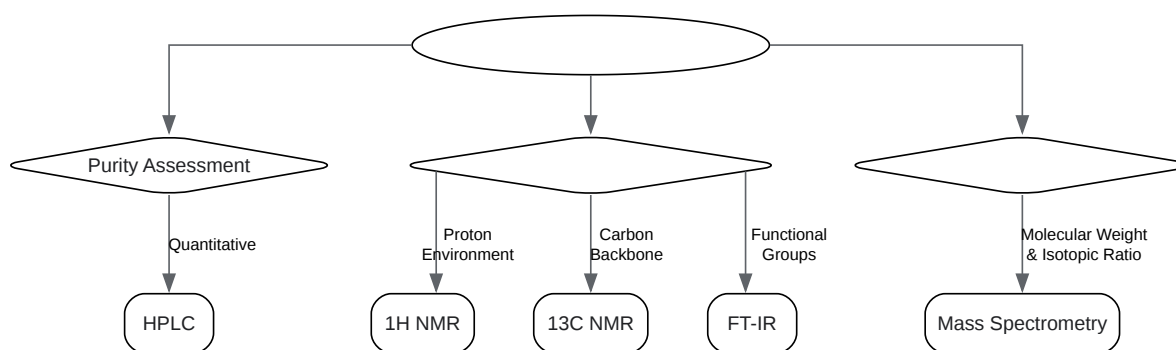 Purity Assessment
Quantitative
Proton
Environment
Carbon
Backbone
Functional
Groups
Molecular Weight
& Isotopic Ratio
HPLC
1H NMR
13C NMR
FT-IR
Mass Spectrometry